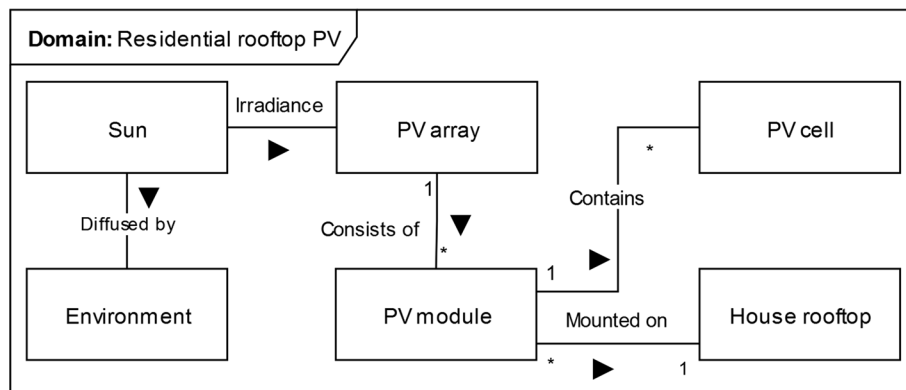 Domain: Residential rooftop PV
Sun
Irradiance
PV array
PV cell
Diffused by
1
Consists of
*
Contains
*
1
Environment
PV module
Mounted on
*
1
House rooftop